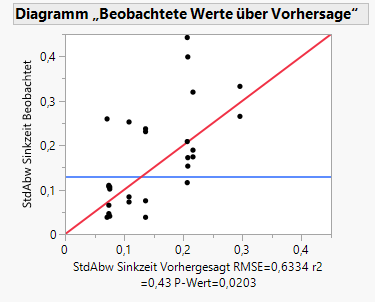 Diagramm „Beobachtete Werte über Vorhersage“
StdAbw Sinkzeit Beobachtet
0,4
0,3
0,2
0,1
0
0 0,1 0,2 0,3 0,4
StdAbw Sinkzeit Vorhergesagt RMSE=0,6334 r2
=0,43 P-Wert=0,0203